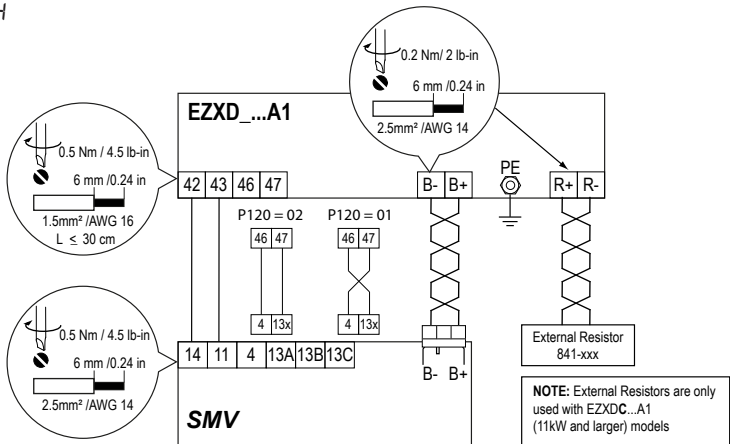 0.2 Nm/ 2 lb-in
6 mm /0.24 in
2.5mm² /AWG 14
EZXD_...A1
0.5 Nm / 4.5 lb-in
6 mm /0.24 in
1.5mm² /AWG 16
L ≤ 30 cm
42 43 46 47
B- B+
PE
R+ R-
P120 = 02
P120 = 01
46 47
46 47
4 13x
4 13x
0.5 Nm / 4.5 lb-in
6 mm /0.24 in
2.5mm² /AWG 14
14 11 4 13A 13B 13C
B- B+
SMV
External Resistor
841-xxx
NOTE: External Resistors are only
used with EZXDC...A1
(11kW and larger) models